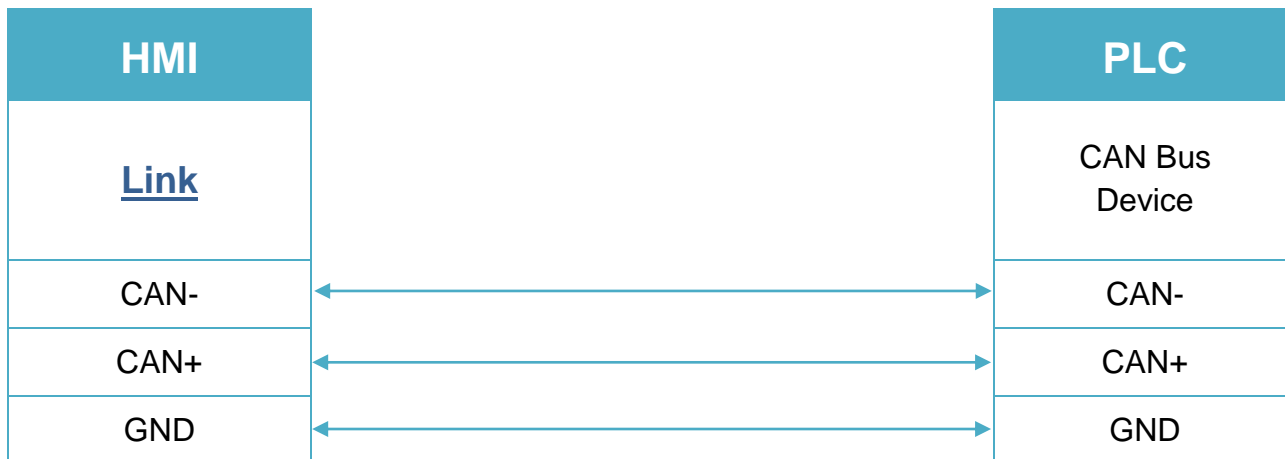 HMI
PLC
Link
CAN Bus
Device
CAN-
CAN-
CAN+
CAN+
GND
GND